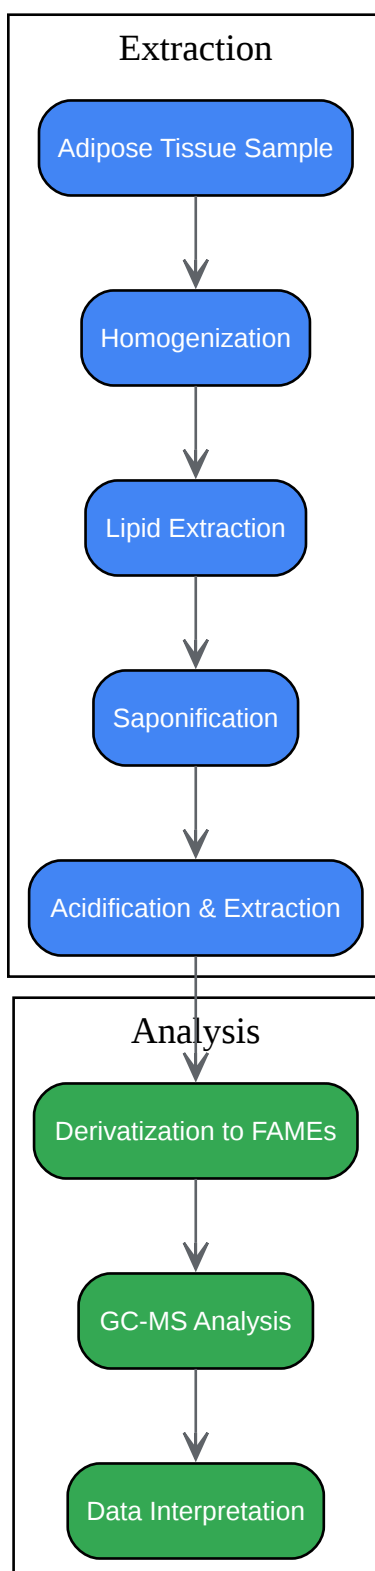 Extraction
Adipose Tissue Sample
Homogenization
Lipid Extraction
Saponification
Acidification & Extraction
Analysis
Derivatization to FAMEs
GC-MS Analysis
Data Interpretation